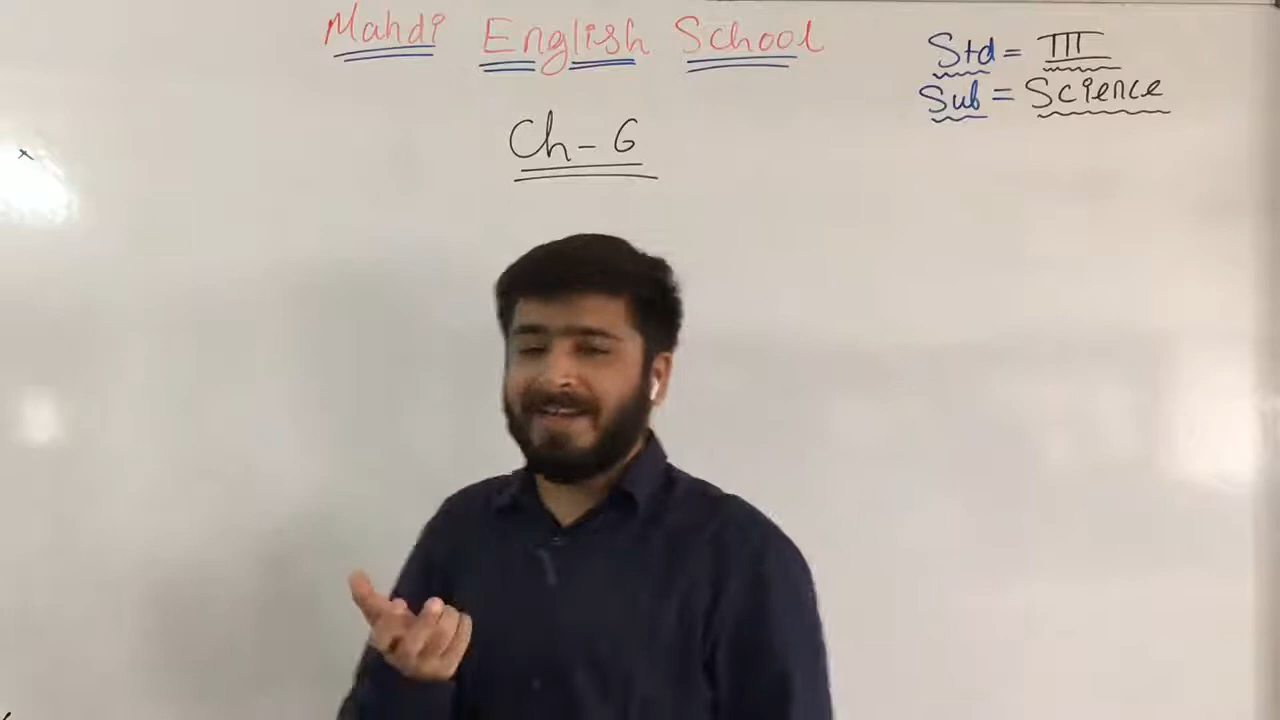 Mahdi English School
Std = III
Sub = Science
Ch - 6